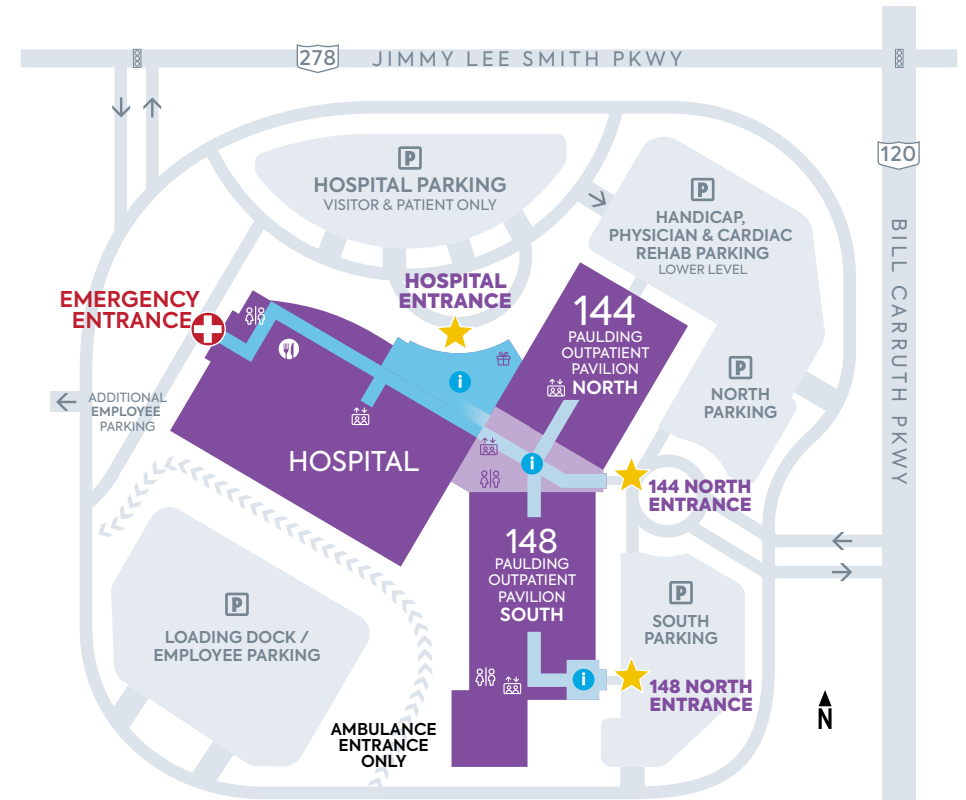 278
JIMMY LEE SMITH PKWY
120
BILL CARRUTH PKWY
P
HOSPITAL PARKING
VISITOR & PATIENT ONLY
P
HANDICAP,
PHYSICIAN & CARDIAC
REHAB PARKING
LOWER LEVEL
HOSPITAL
ENTRANCE
EMERGENCY
ENTRANCE
144
PAULDING
OUTPATIENT
PAVILION
NORTH
i
P
NORTH
PARKING
ADDITIONAL
EMPLOYEE
PARKING
HOSPITAL
i
144 NORTH
ENTRANCE
148
PAULDING
OUTPATIENT
PAVILION
SOUTH
P
SOUTH
PARKING
P
LOADING DOCK /
EMPLOYEE PARKING
i
148 NORTH
ENTRANCE
AMBULANCE
ENTRANCE
ONLY
N